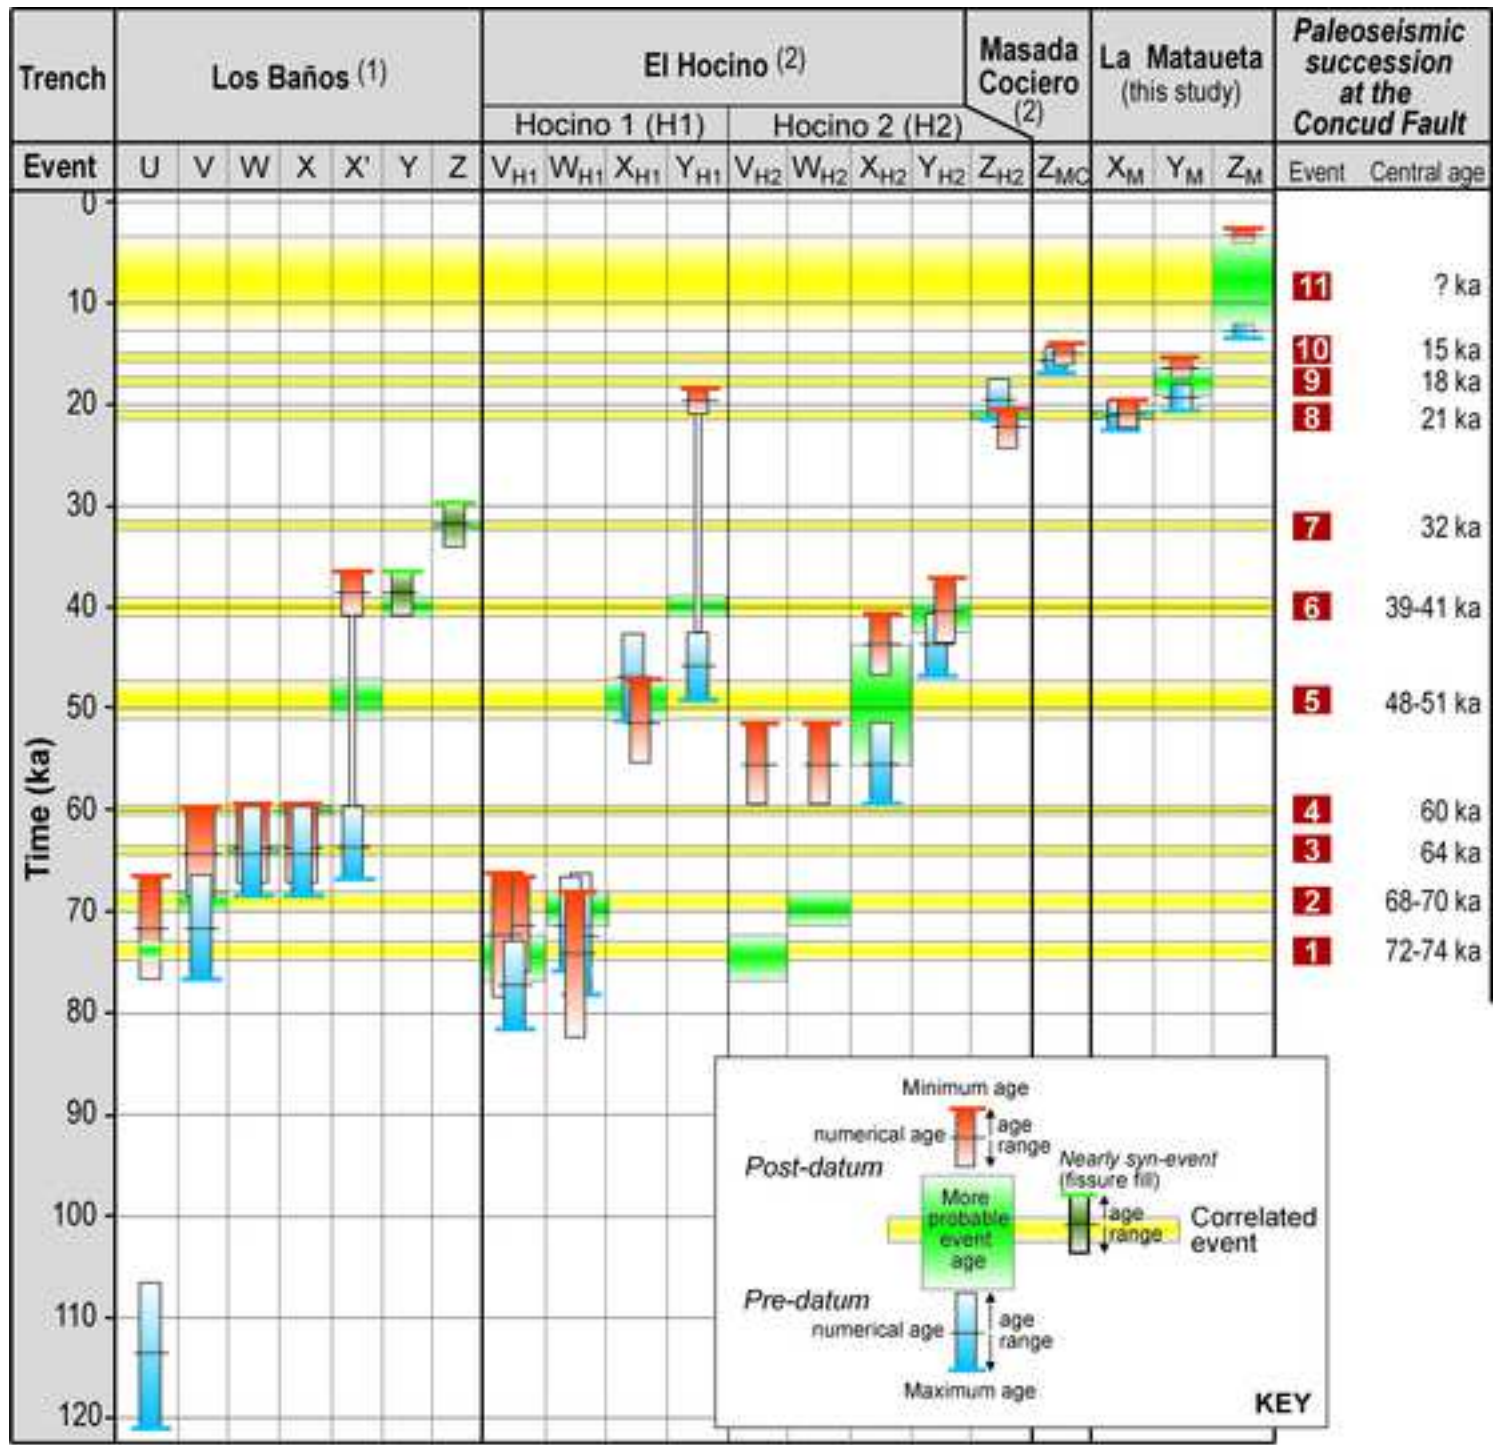 Trench
Los Baños (1)
El Hocino (2)
Hocino 1 (H1)
Hocino 2 (H2)
Masada
Cociero
(2)
La Mataueta
(this study)
Paleoseismic
succession
at the
Concud Fault
Event U V W X X' Y Z VH1 WH1 XH1 YH1 VH2 WH2 XH2 YH2 ZH2 ZMC XM YM ZM Event Central age
Time (ka)
0
10
20
30
40
50
60
70
80
90
100
110
120
11 ? ka
10 15 ka
9 18 ka
8 21 ka
7 32 ka
6 39-41 ka
5 48-51 ka
4 60 ka
3 64 ka
2 68-70 ka
1 72-74 ka
Minimum age
numerical age
age
range
Post-datum
Nearly syn-event
(fissure fill)
More
probable
event
age
age
range
Correlated
event
Pre-datum
numerical age
age
range
Maximum age
KEY